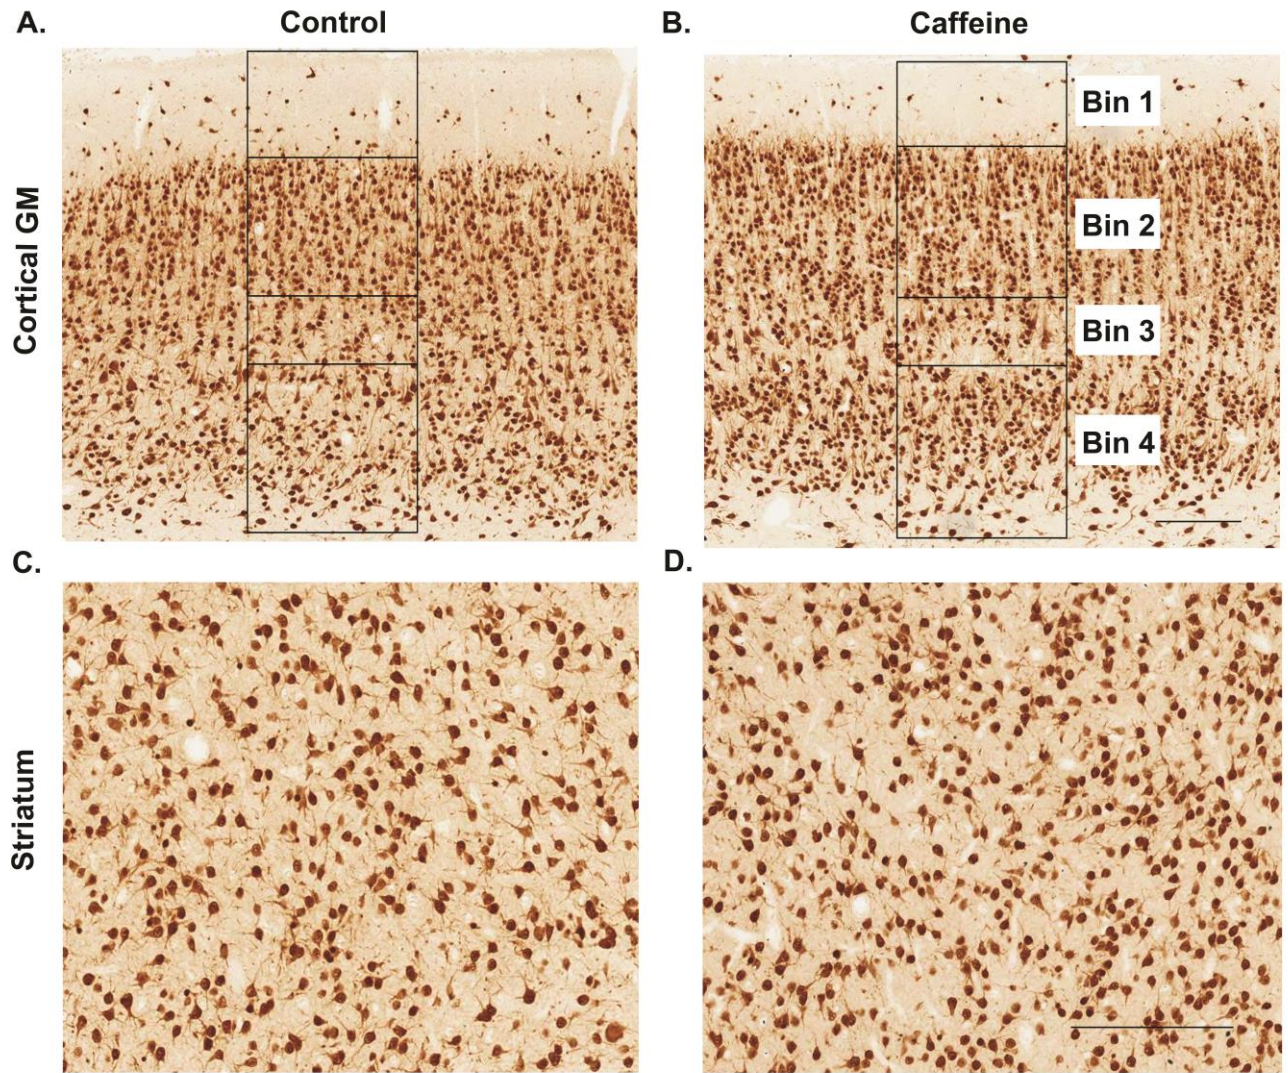 A.
Control
B.
Caffeine
Cortical GM
Bin 1
Bin 2
Bin 3
Bin 4
C.
D.
Striatum